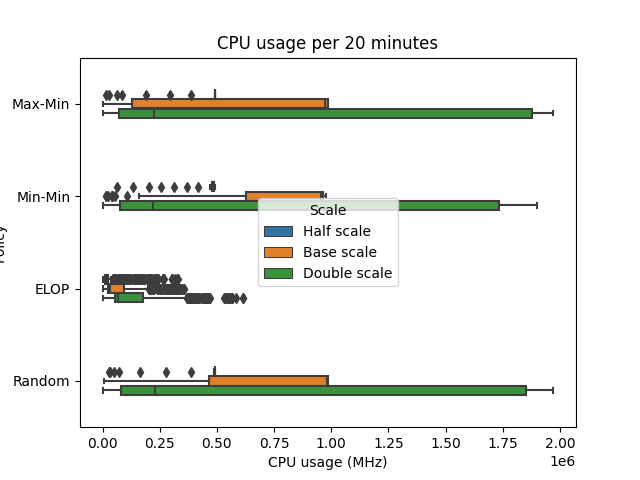 CPU usage per 20 minutes
Max-Min
Min-Min
ELOP
Random
Scale
Half scale
Base scale
Double scale
0.00 0.25 0.50 0.75 1.00 1.25 1.50 1.75 2.00
1e6
CPU usage (MHz)